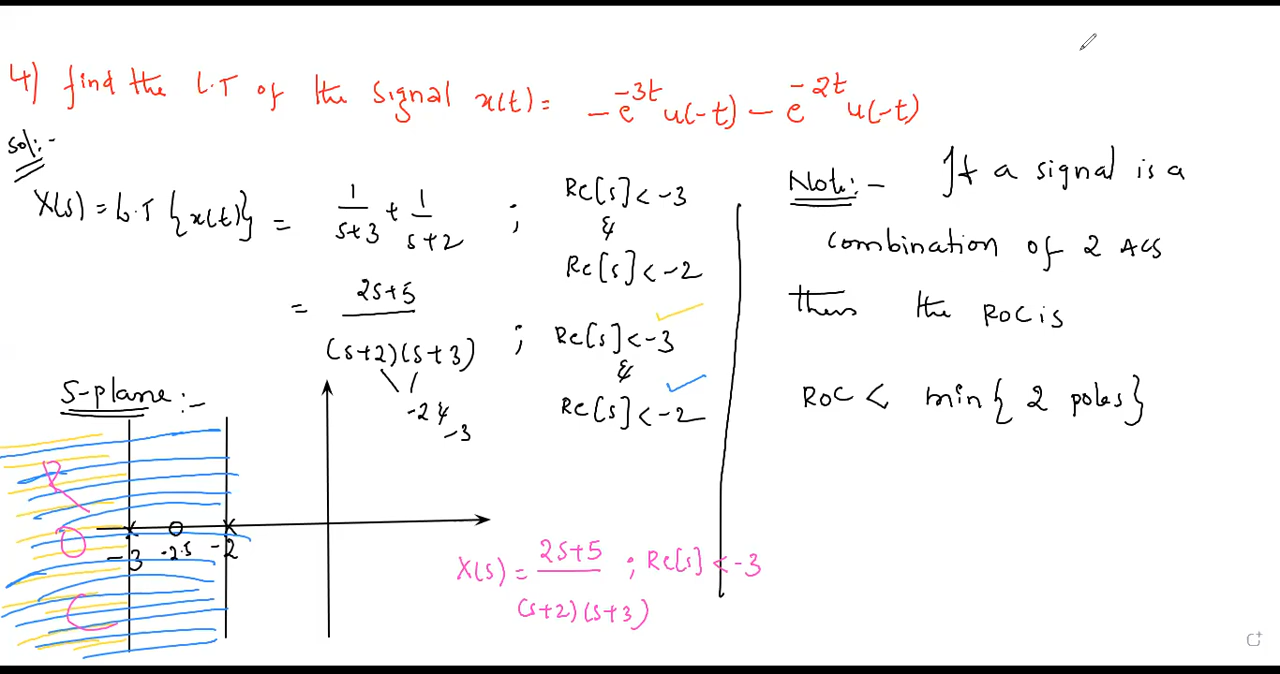 4) find the L.T of the signal x(t) = -e^{-3t} u(-t) - e^{-2t} u(-t)
Sol:-
X(s) = L.T {x(t)} = 1/(s+3) + 1/(s+2) ; Re[s] < -3
&
Re[s] < -2
= (2s+5)/((s+2)(s+3)) ; Re[s] < -3
&
Re[s] < -2
-2 &
-3
S-plane:-
R
O
C
-3 -2.5 -2
X(s) = (2s+5)/((s+2)(s+3)) ; Re[s] < -3
Note:- If a signal is a
combination of 2 ACS
then the ROC is
ROC < min{ 2 poles}